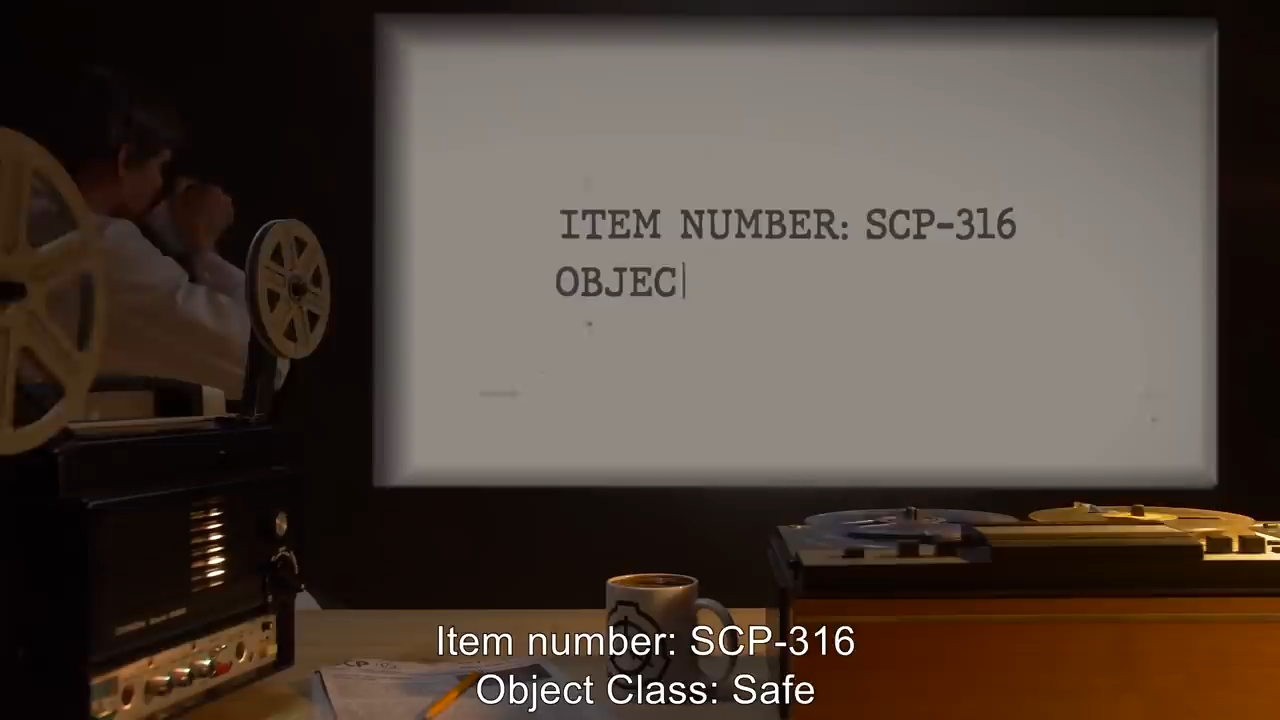 ITEM NUMBER: SCP-316
OBJEC
Item number: SCP-316
Object Class: Safe